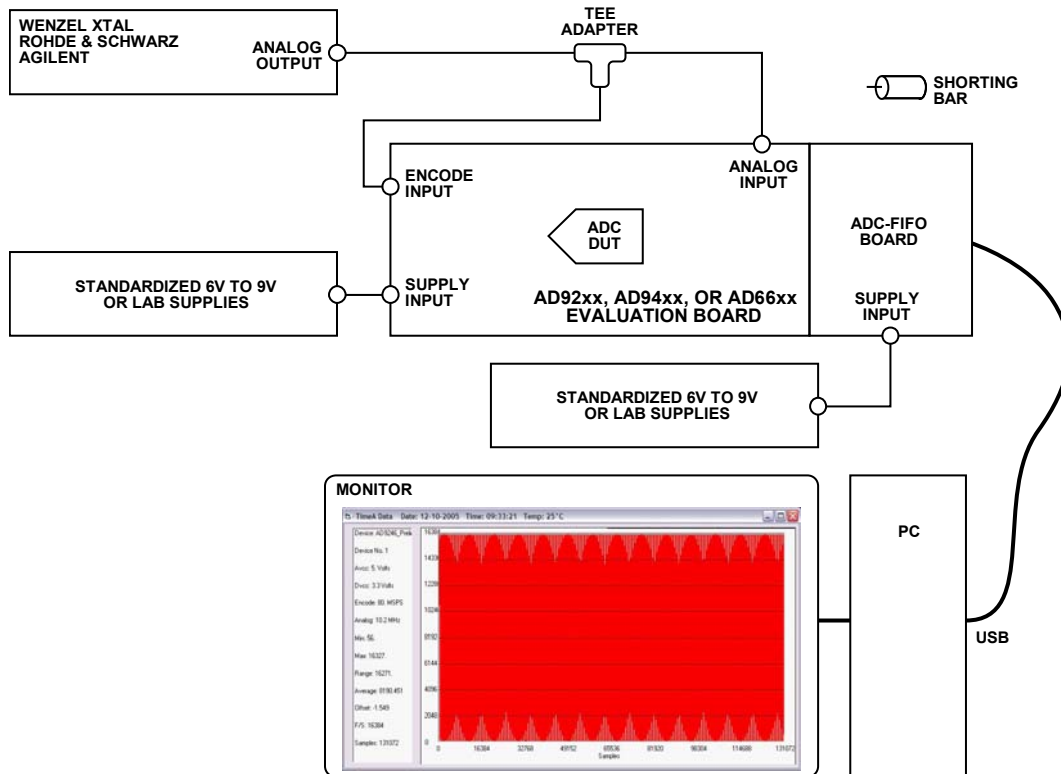 WENZEL XTAL
ROHDE & SCHWARZ
AGILENT
ANALOG
OUTPUT
TEE
ADAPTER
SHORTING
BAR
ENCODE
INPUT
ANALOG
INPUT
ADC
DUT
ADC-FIFO
BOARD
STANDARDIZED 6V TO 9V
OR LAB SUPPLIES
SUPPLY
INPUT
AD92xx, AD94xx, OR AD66xx
EVALUATION BOARD
SUPPLY
INPUT
STANDARDIZED 6V TO 9V
OR LAB SUPPLIES
MONITOR
TimeA Data Date: 12-10-2005 Time: 09:33:21 Temp: 25°C
Device No. 1
Avcc: 5. Volts
Dvcc: 3.3 Volts
Encode: 80. MSPS
Analog: 10.2 MHz
Min: 56.
Max: 16327.
Range: 16271.
Average: 8190.451
Offset: -1.549
F/S: 16384
Samples: 131072
16384
8192
6144
4096
2048
0
0 16384 32768 49152 65536 81920 98304 114688 131072
Samples
PC
USB